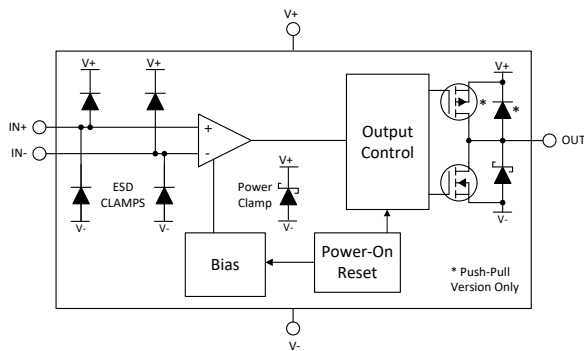 V+
V+
V+
V+
IN+
IN-
+
-
ESD
CLAMPS
V-
V-
Power
Clamp
V+
V-
Output
Control
*
*
OUT
V-
Bias
Power-On
Reset
* Push-Pull
Version Only
V-